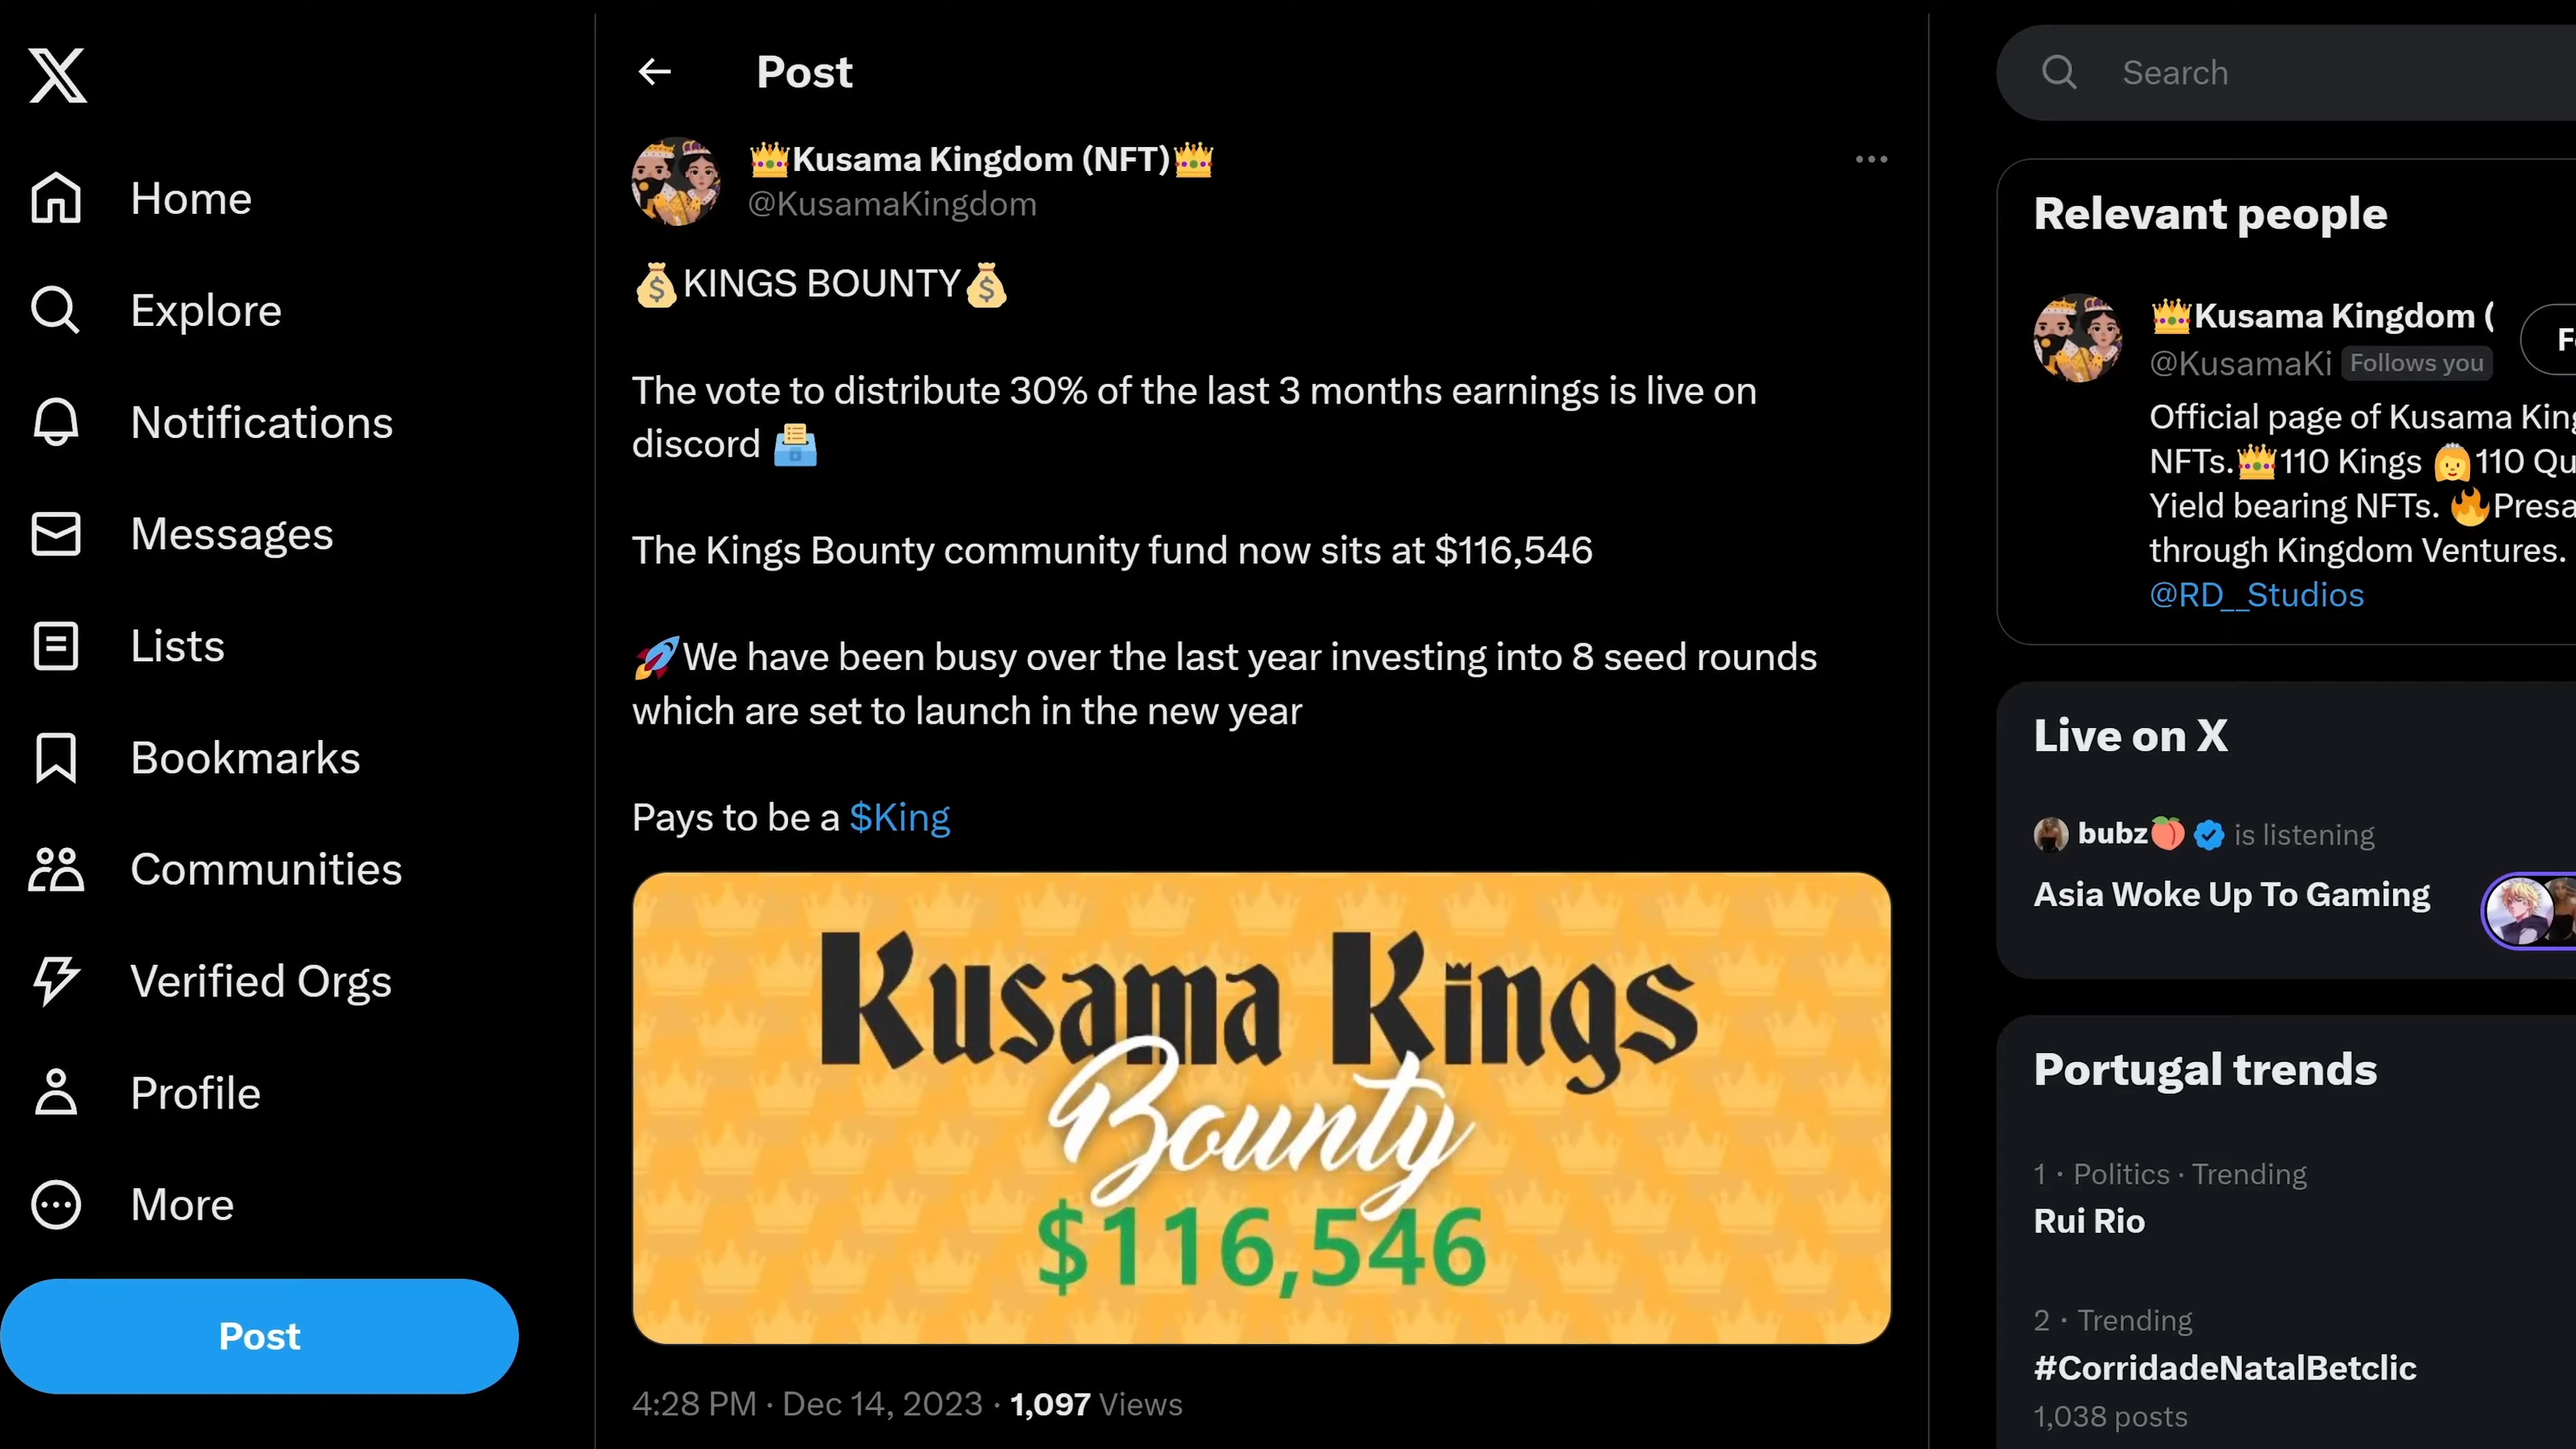 Home
Explore
Notifications
Messages
Lists
Bookmarks
Communities
Verified Orgs
Profile
More
Post
Post
👑Kusama Kingdom (NFT)👑
@KusamaKingdom
💰KINGS BOUNTY💰
The vote to distribute 30% of the last 3 months earnings is live on
discord 🗳️
The Kings Bounty community fund now sits at $116,546
🚀We have been busy over the last year investing into 8 seed rounds
which are set to launch in the new year
Pays to be a $King
Kusama Kings
Bounty
$116,546
4:28 PM · Dec 14, 2023 · 1,097 Views
Search
Relevant people
👑Kusama Kingdom (
@KusamaKi Follows you
Official page of Kusama
NFTs.👑110 Kings 👸110
Yield bearing NFTs. 🔥
through Kingdom Ventures.
@RD__Studios
Live on X
bubz🍑 is listening
Asia Woke Up To Gaming
Portugal trends
1 · Politics · Trending
Rui Rio
2 · Trending
#CorridadeNatalBetclic
1,038 posts